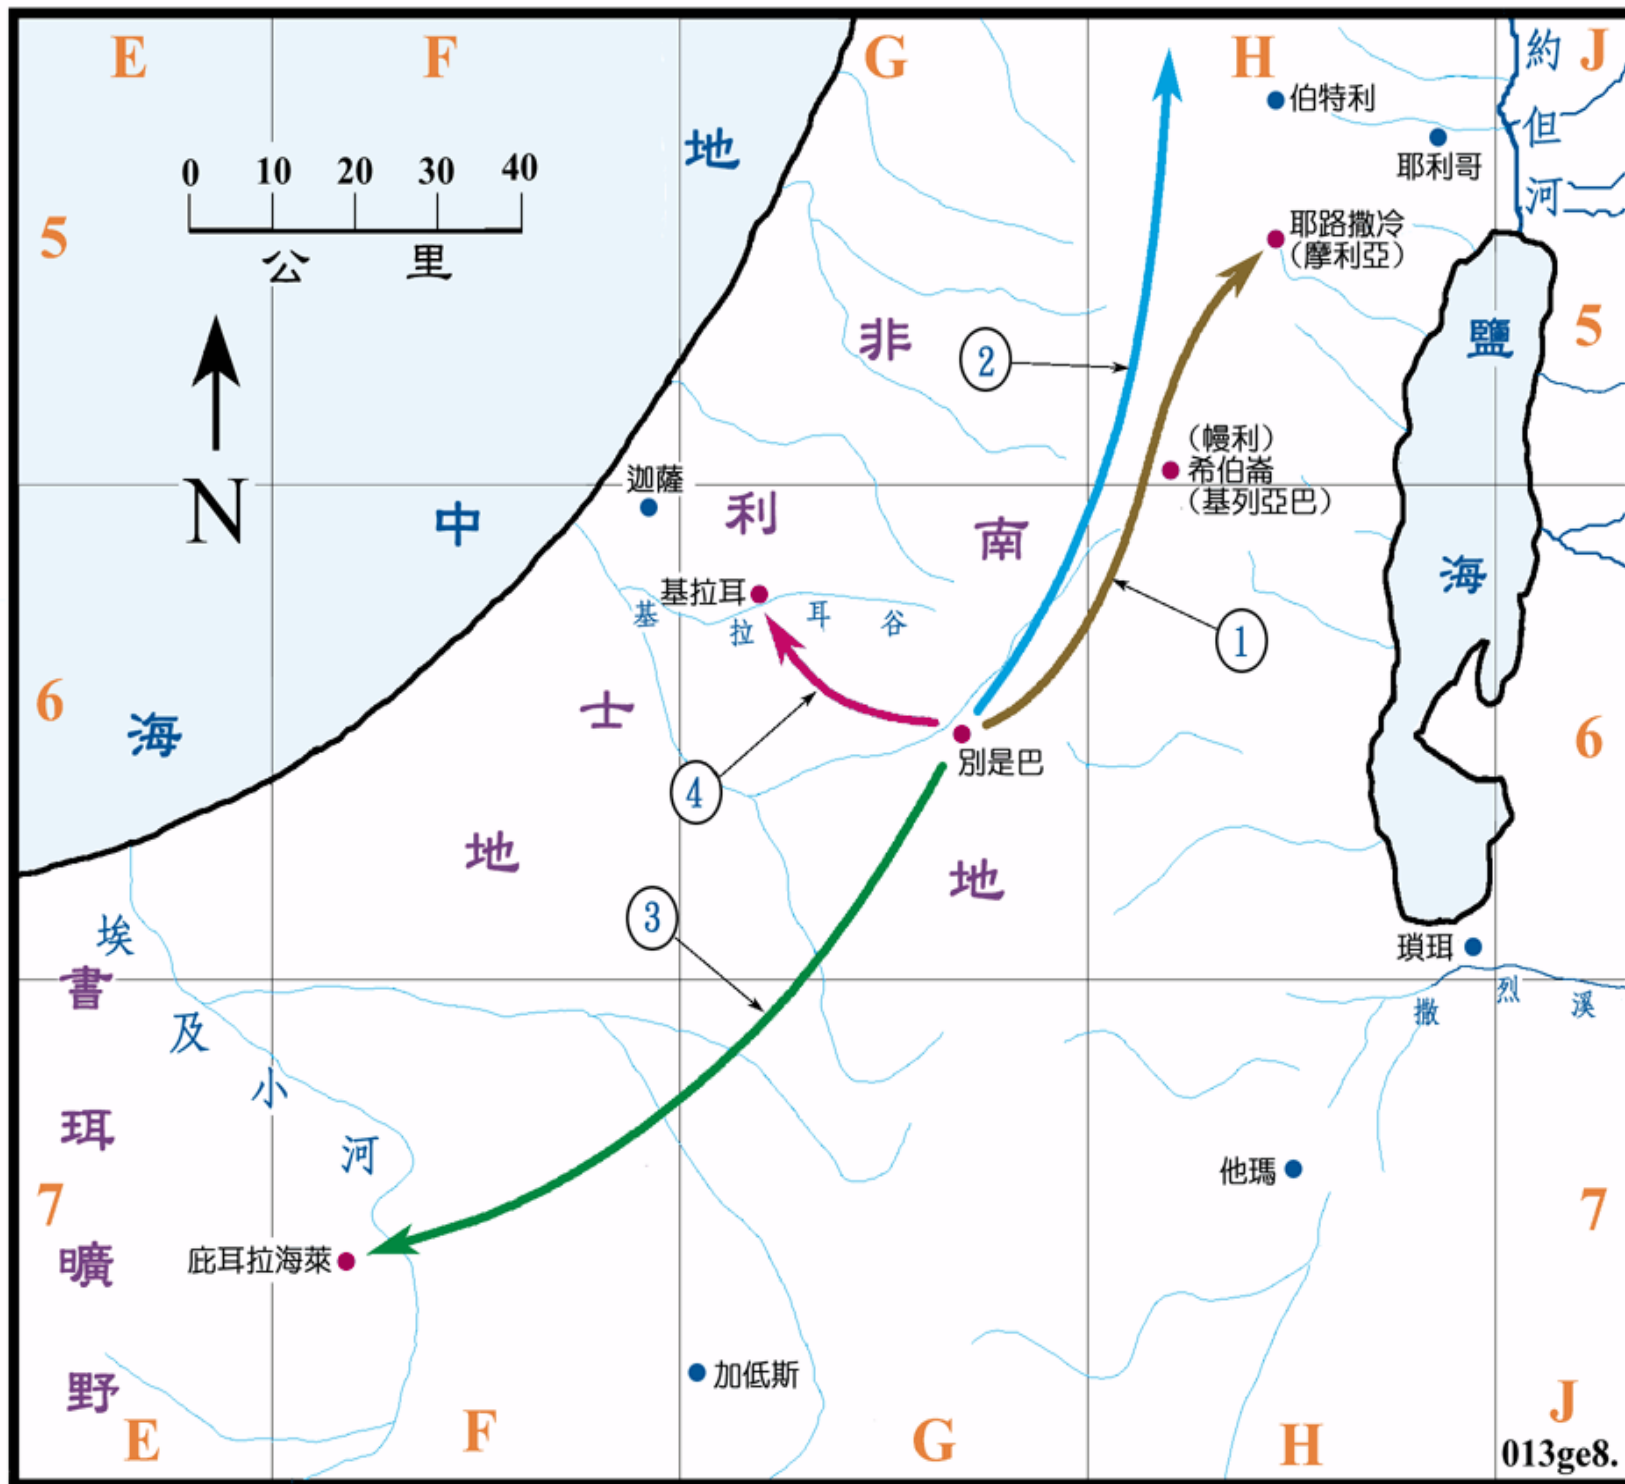 E F G H J
約但河
伯特利
耶利哥
0 10 20 30 40
公里
5
耶路撒冷
(摩利亞)
地中海
N
非利士地
鹽海
5
2
(幔利)
希伯崙
(基列亞巴)
迦薩
南地
基拉耳
基拉耳谷
1
6
別是巴
6
4
3
瑣珥
撒烈溪
埃及小河
書珥曠野
他瑪
7
7
庇耳拉海萊
加低斯
E F G H J
013ge8.